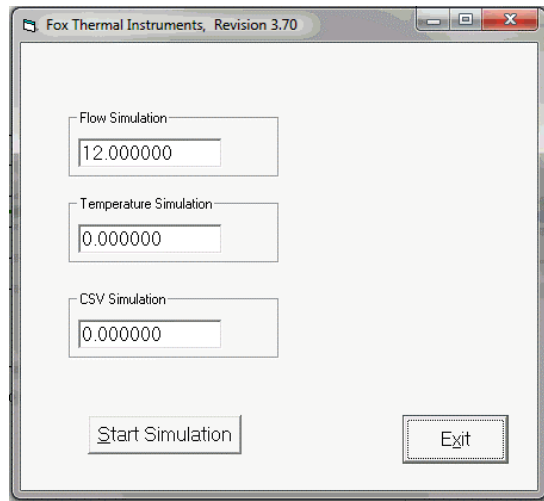 Fox Thermal Instruments,  Revision 3.70
Flow Simulation
12.000000
Temperature Simulation
0.000000
CSV Simulation
0.000000
Start Simulation
Exit